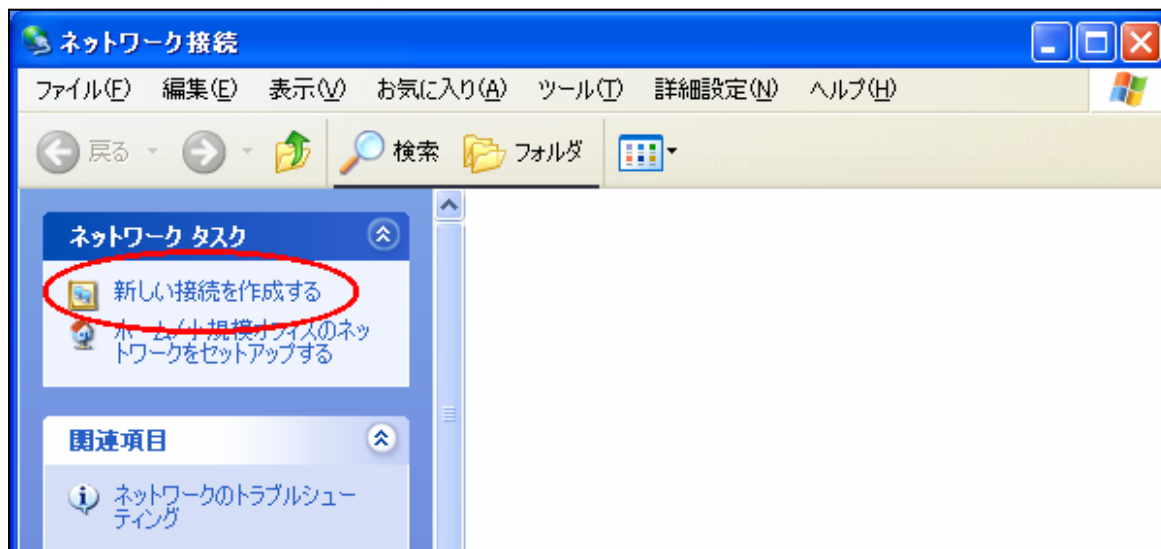 ネットワーク接続
ファイル(F) 編集(E) 表示(V) お気に入り(A) ツール(T) 詳細設定(N) ヘルプ(H)
戻る 検索 フォルダ
ネットワーク タスク
新しい接続を作成する
ホーム/小規模オフィスのネッ
トワークをセットアップする
関連項目
ネットワークのトラブルシュー
ティング